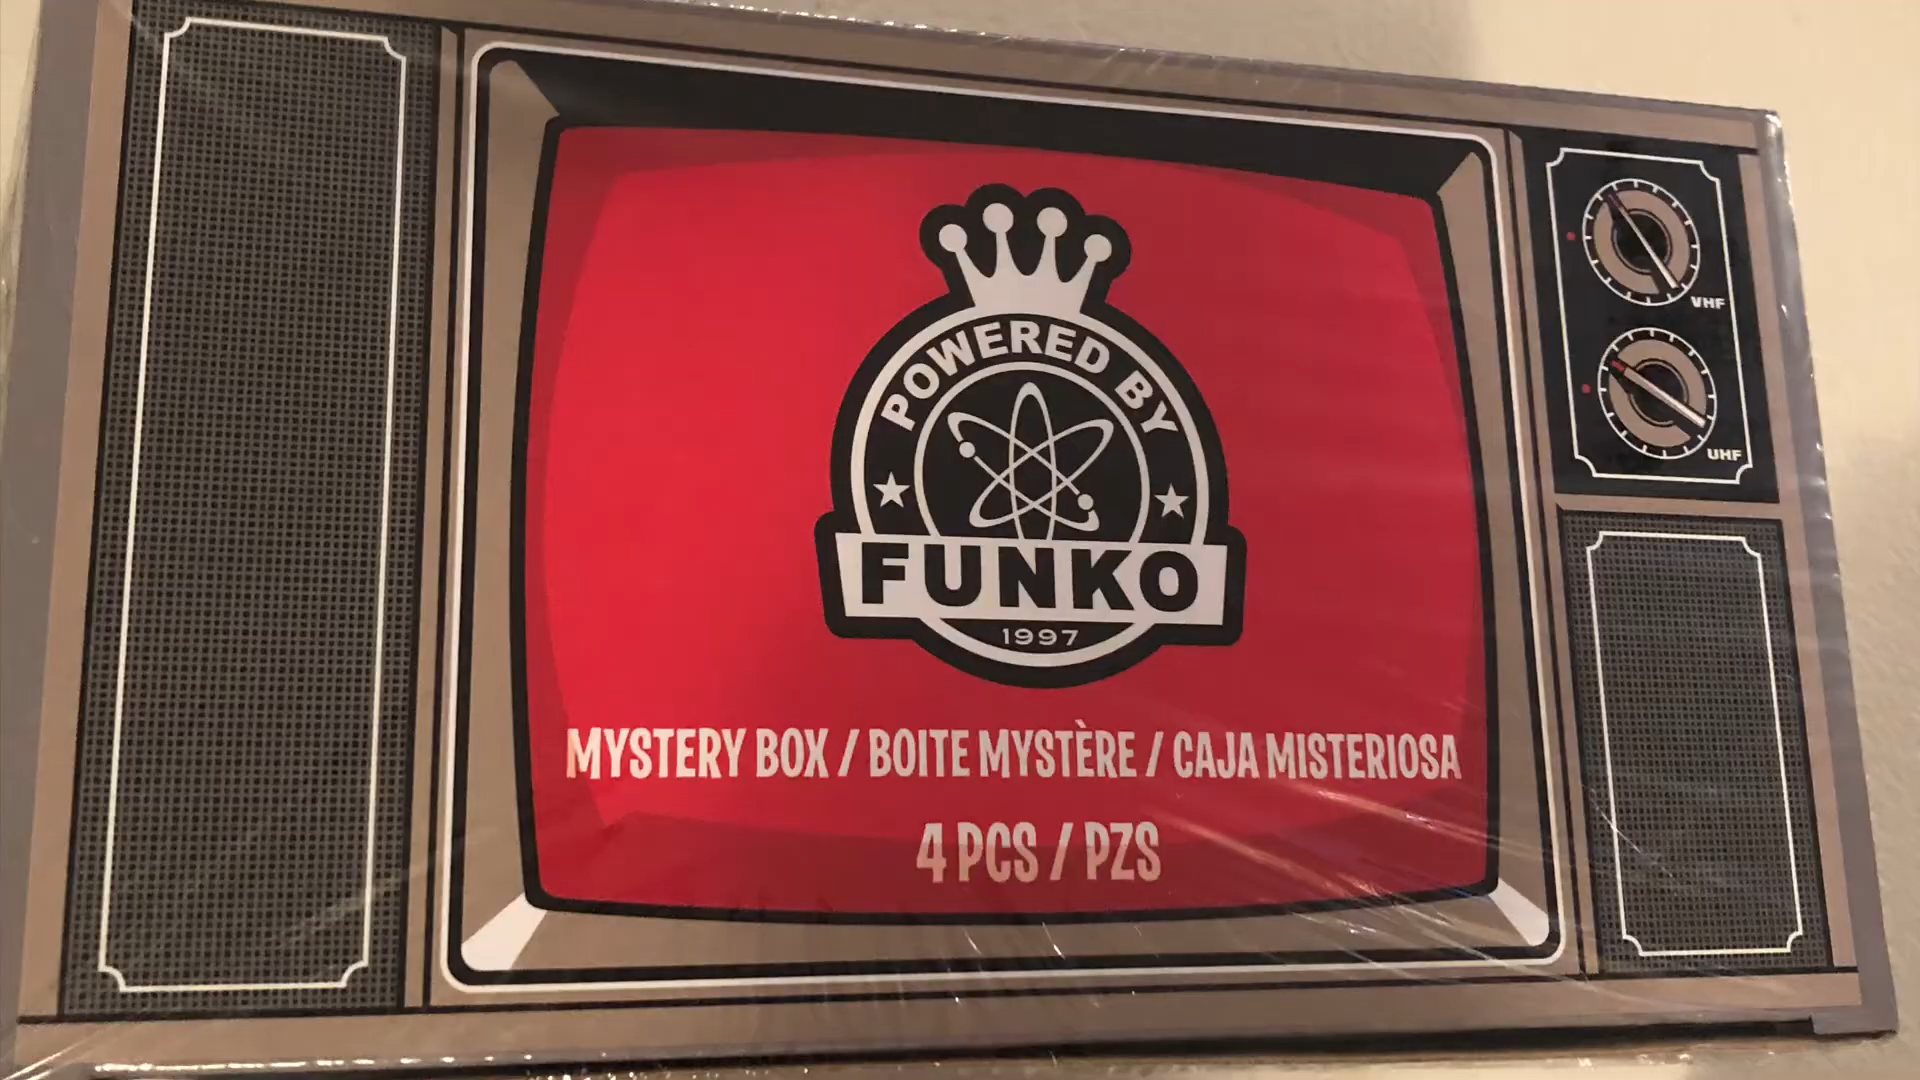 POWERED BY
FUNKO
1997
MYSTERY BOX / BOITE MYSTÈRE / CAJA MISTERIOSA
4 PCS / PZS
VHF
UHF